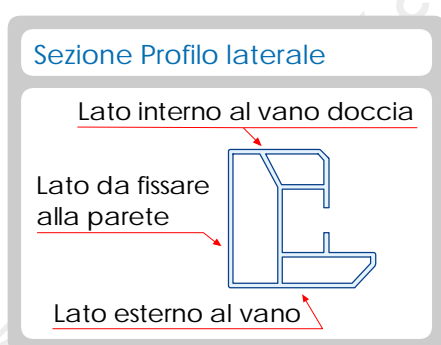 Sezione Profilo laterale
Lato interno al vano doccia
Lato da fissare
alla parete
Lato esterno al vano